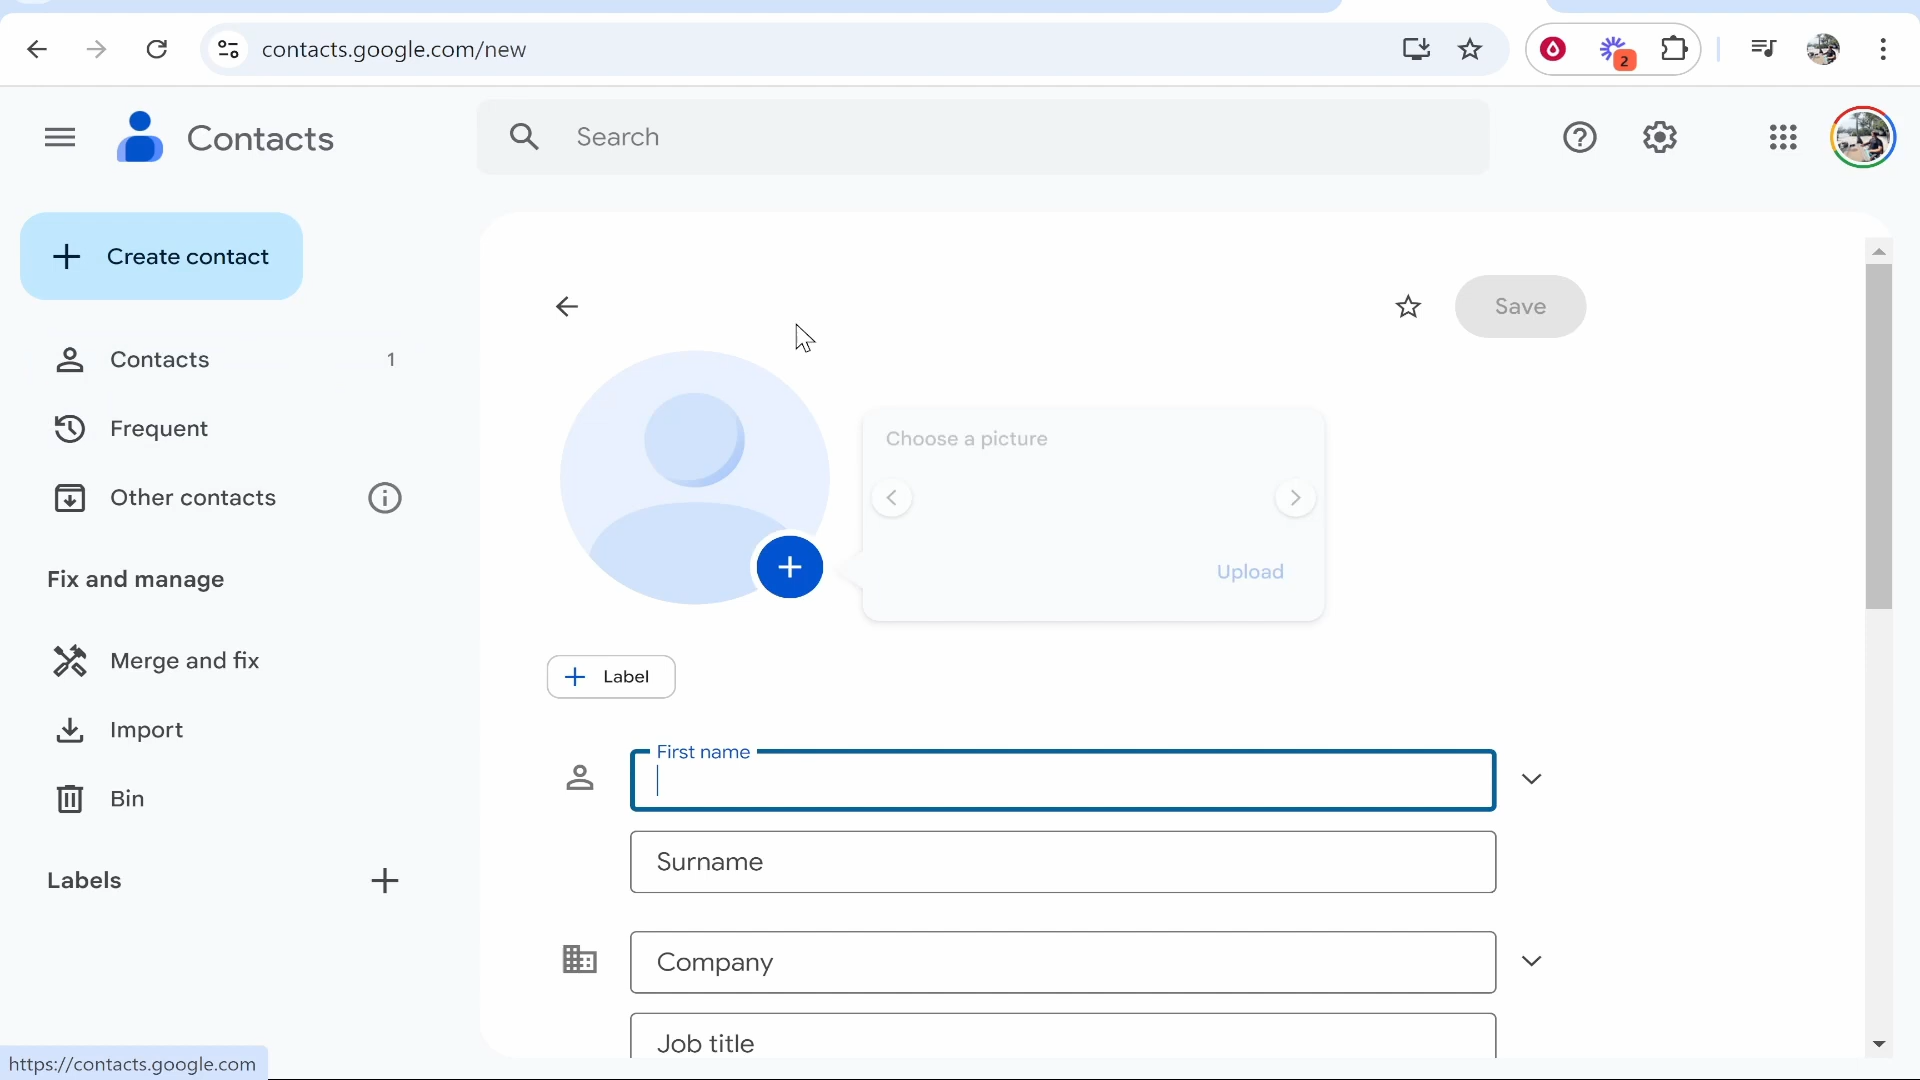 contacts.google.com/new
2
Contacts
Search
Create contact
Save
Contacts 1
Choose a picture
Frequent
Other contacts
Upload
Fix and manage
Merge and fix
Label
Import
First name
Bin
Surname
Labels
Company
Job title
https://contacts.google.com